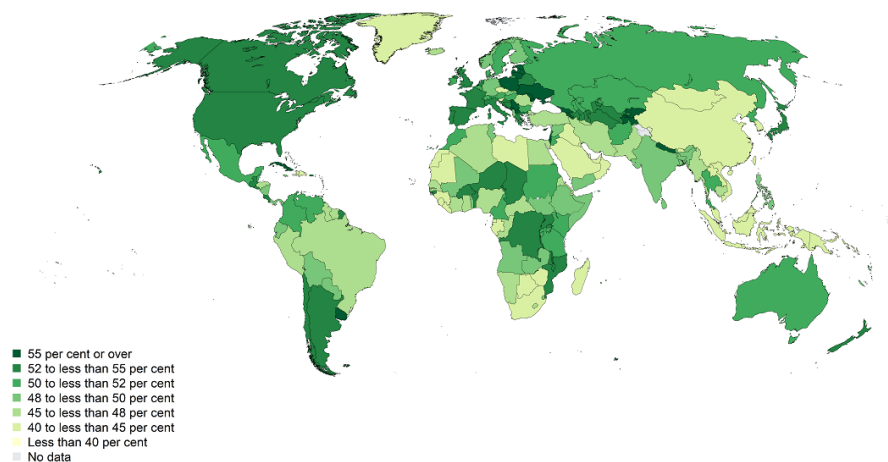 55 per cent or over
52 to less than 55 per cent
50 to less than 52 per cent
48 to less than 50 per cent
45 to less than 48 per cent
40 to less than 45 per cent
Less than 40 per cent
No data